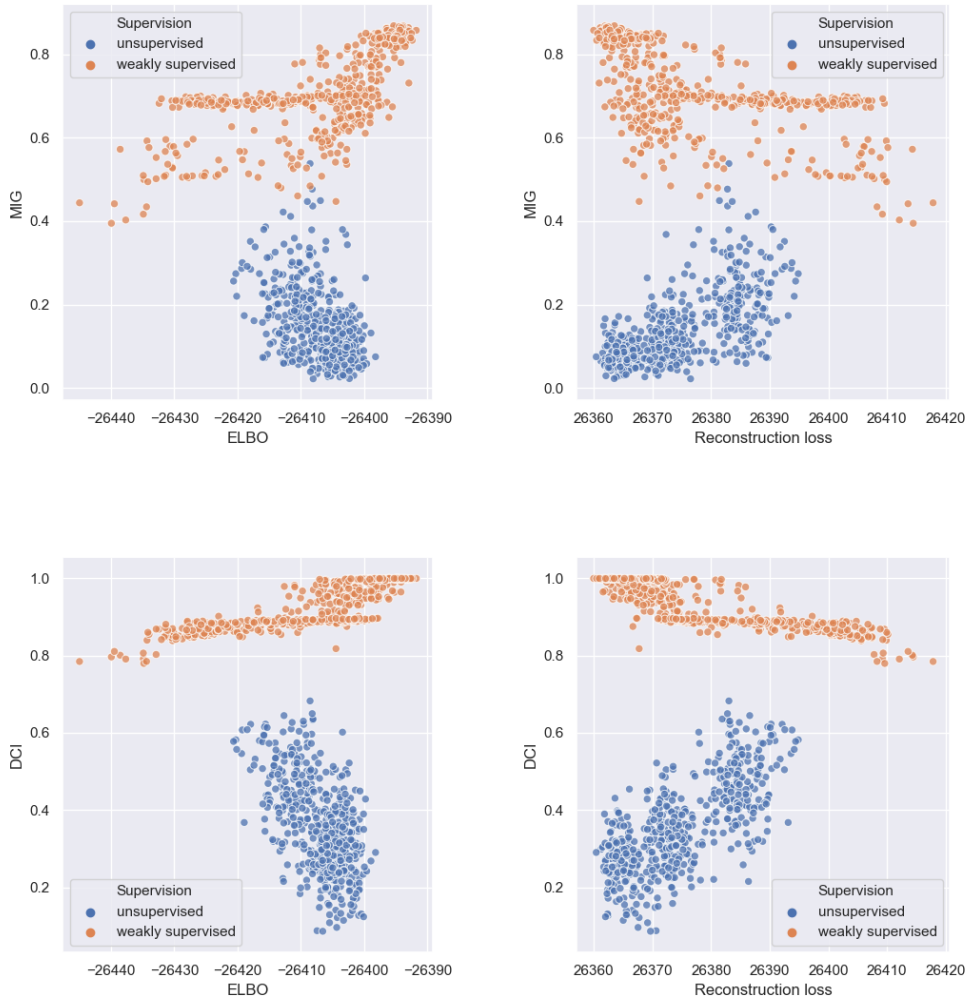 Supervision
unsupervised
weakly supervised
0.8
0.6
0.4
0.2
0.0
MIG
−26440 −26430 −26420 −26410 −26400 −26390
ELBO
Supervision
unsupervised
weakly supervised
0.8
0.6
0.4
0.2
0.0
MIG
26360 26370 26380 26390 26400 26410 26420
Reconstruction loss
1.0
0.8
0.6
0.4
0.2
DCI
Supervision
unsupervised
weakly supervised
−26440 −26430 −26420 −26410 −26400 −26390
ELBO
1.0
0.8
0.6
0.4
0.2
DCI
Supervision
unsupervised
weakly supervised
26360 26370 26380 26390 26400 26410 26420
Reconstruction loss